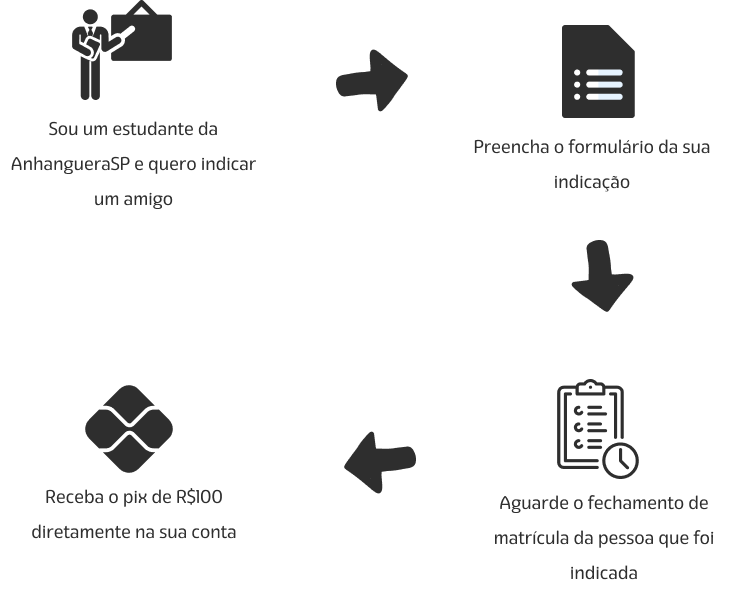 Sou um estudante da
AnhangueraSP e quero indicar
um amigo
Preencha o formulário da sua
indicação
Aguarde o fechamento de
matrícula da pessoa que foi
indicada
Receba o pix de R$100
diretamente na sua conta